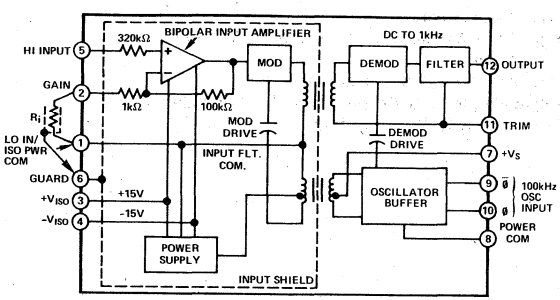 BIPOLAR INPUT AMPLIFIER
DC TO 1kHz
HI INPUT 5
320kΩ
+
−
MOD
DEMOD
FILTER
12 OUTPUT
GAIN 2
1kΩ
100kΩ
Ri
MOD
DRIVE
DEMOD
DRIVE
11
TRIM
LO IN/
ISO PWR
COM
1
INPUT FLT.
COM.
7
+VS
GUARD 6
+VISO 3 +15V
−VISO 4 -15V
OSCILLATOR
BUFFER
9 Ø̅
10 Ø
100kHz
OSC
INPUT
POWER
COM
8
POWER
SUPPLY
INPUT SHIELD